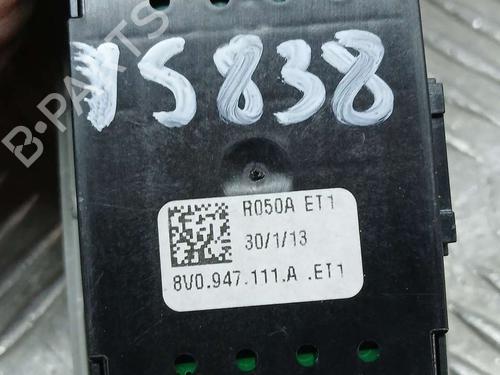 15838
B-PARTS
R050A ET1
30/1/13
8V0.947.111.A .ET1